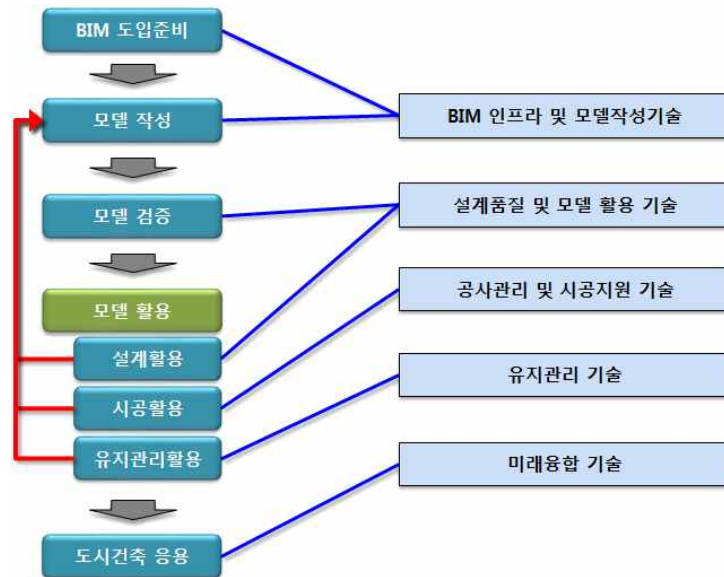 BIM 도입준비
모델 작성
모델 검증
모델 활용
설계활용
시공활용
유지관리활용
도시건축 응용
BIM 인프라 및 모델작성기술
설계품질 및 모델 활용 기술
공사관리 및 시공지원 기술
유지관리 기술
미래융합 기술